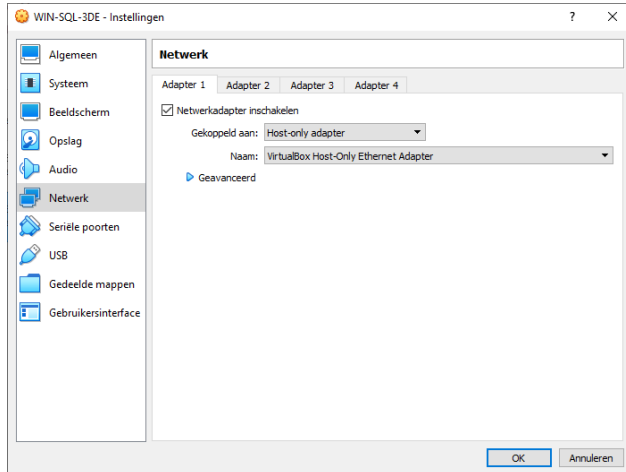 WIN-SQL-3DE - Instellingen
?
Algemeen
Systeem
Beeldscherm
Opslag
Audio
Netwerk
Seriële poorten
USB
Gedeelde mappen
Gebruikersinterface
Netwerk
Adapter 1 Adapter 2 Adapter 3 Adapter 4
Netwerkadapter inschakelen
Gekoppeld aan: Host-only adapter
Naam: VirtualBox Host-Only Ethernet Adapter
Geavanceerd
OK Annuleren